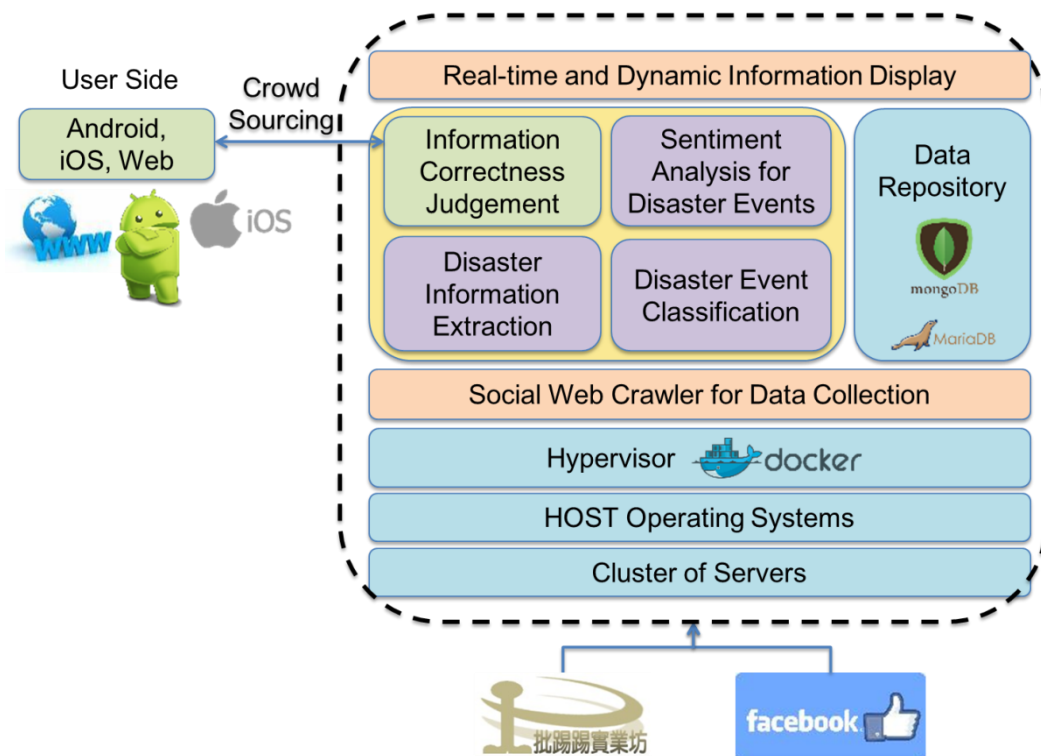 User Side
Android,
iOS, Web
WWW
iOS
Crowd
Sourcing
Real-time and Dynamic Information Display
Information
Correctness
Judgement
Sentiment
Analysis for
Disaster Events
Disaster
Information
Extraction
Disaster Event
Classification
Data
Repository
mongoDB
MariaDB
Social Web Crawler for Data Collection
Hypervisor docker
HOST Operating Systems
Cluster of Servers
批踢踢實業坊
facebook